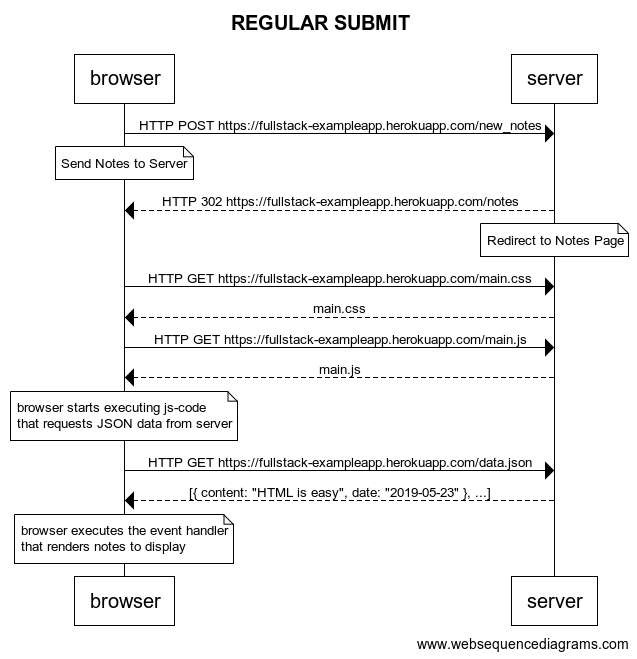 REGULAR SUBMIT
browser
server
HTTP POST https://fullstack-exampleapp.herokuapp.com/new_notes
Send Notes to Server
HTTP 302 https://fullstack-exampleapp.herokuapp.com/notes
Redirect to Notes Page
HTTP GET https://fullstack-exampleapp.herokuapp.com/main.css
main.css
HTTP GET https://fullstack-exampleapp.herokuapp.com/main.js
main.js
browser starts executing js-code
that requests JSON data from server
HTTP GET https://fullstack-exampleapp.herokuapp.com/data.json
[{ content: "HTML is easy", date: "2019-05-23" }, ...]
browser executes the event handler
that renders notes to display
browser
server
www.websequencediagrams.com